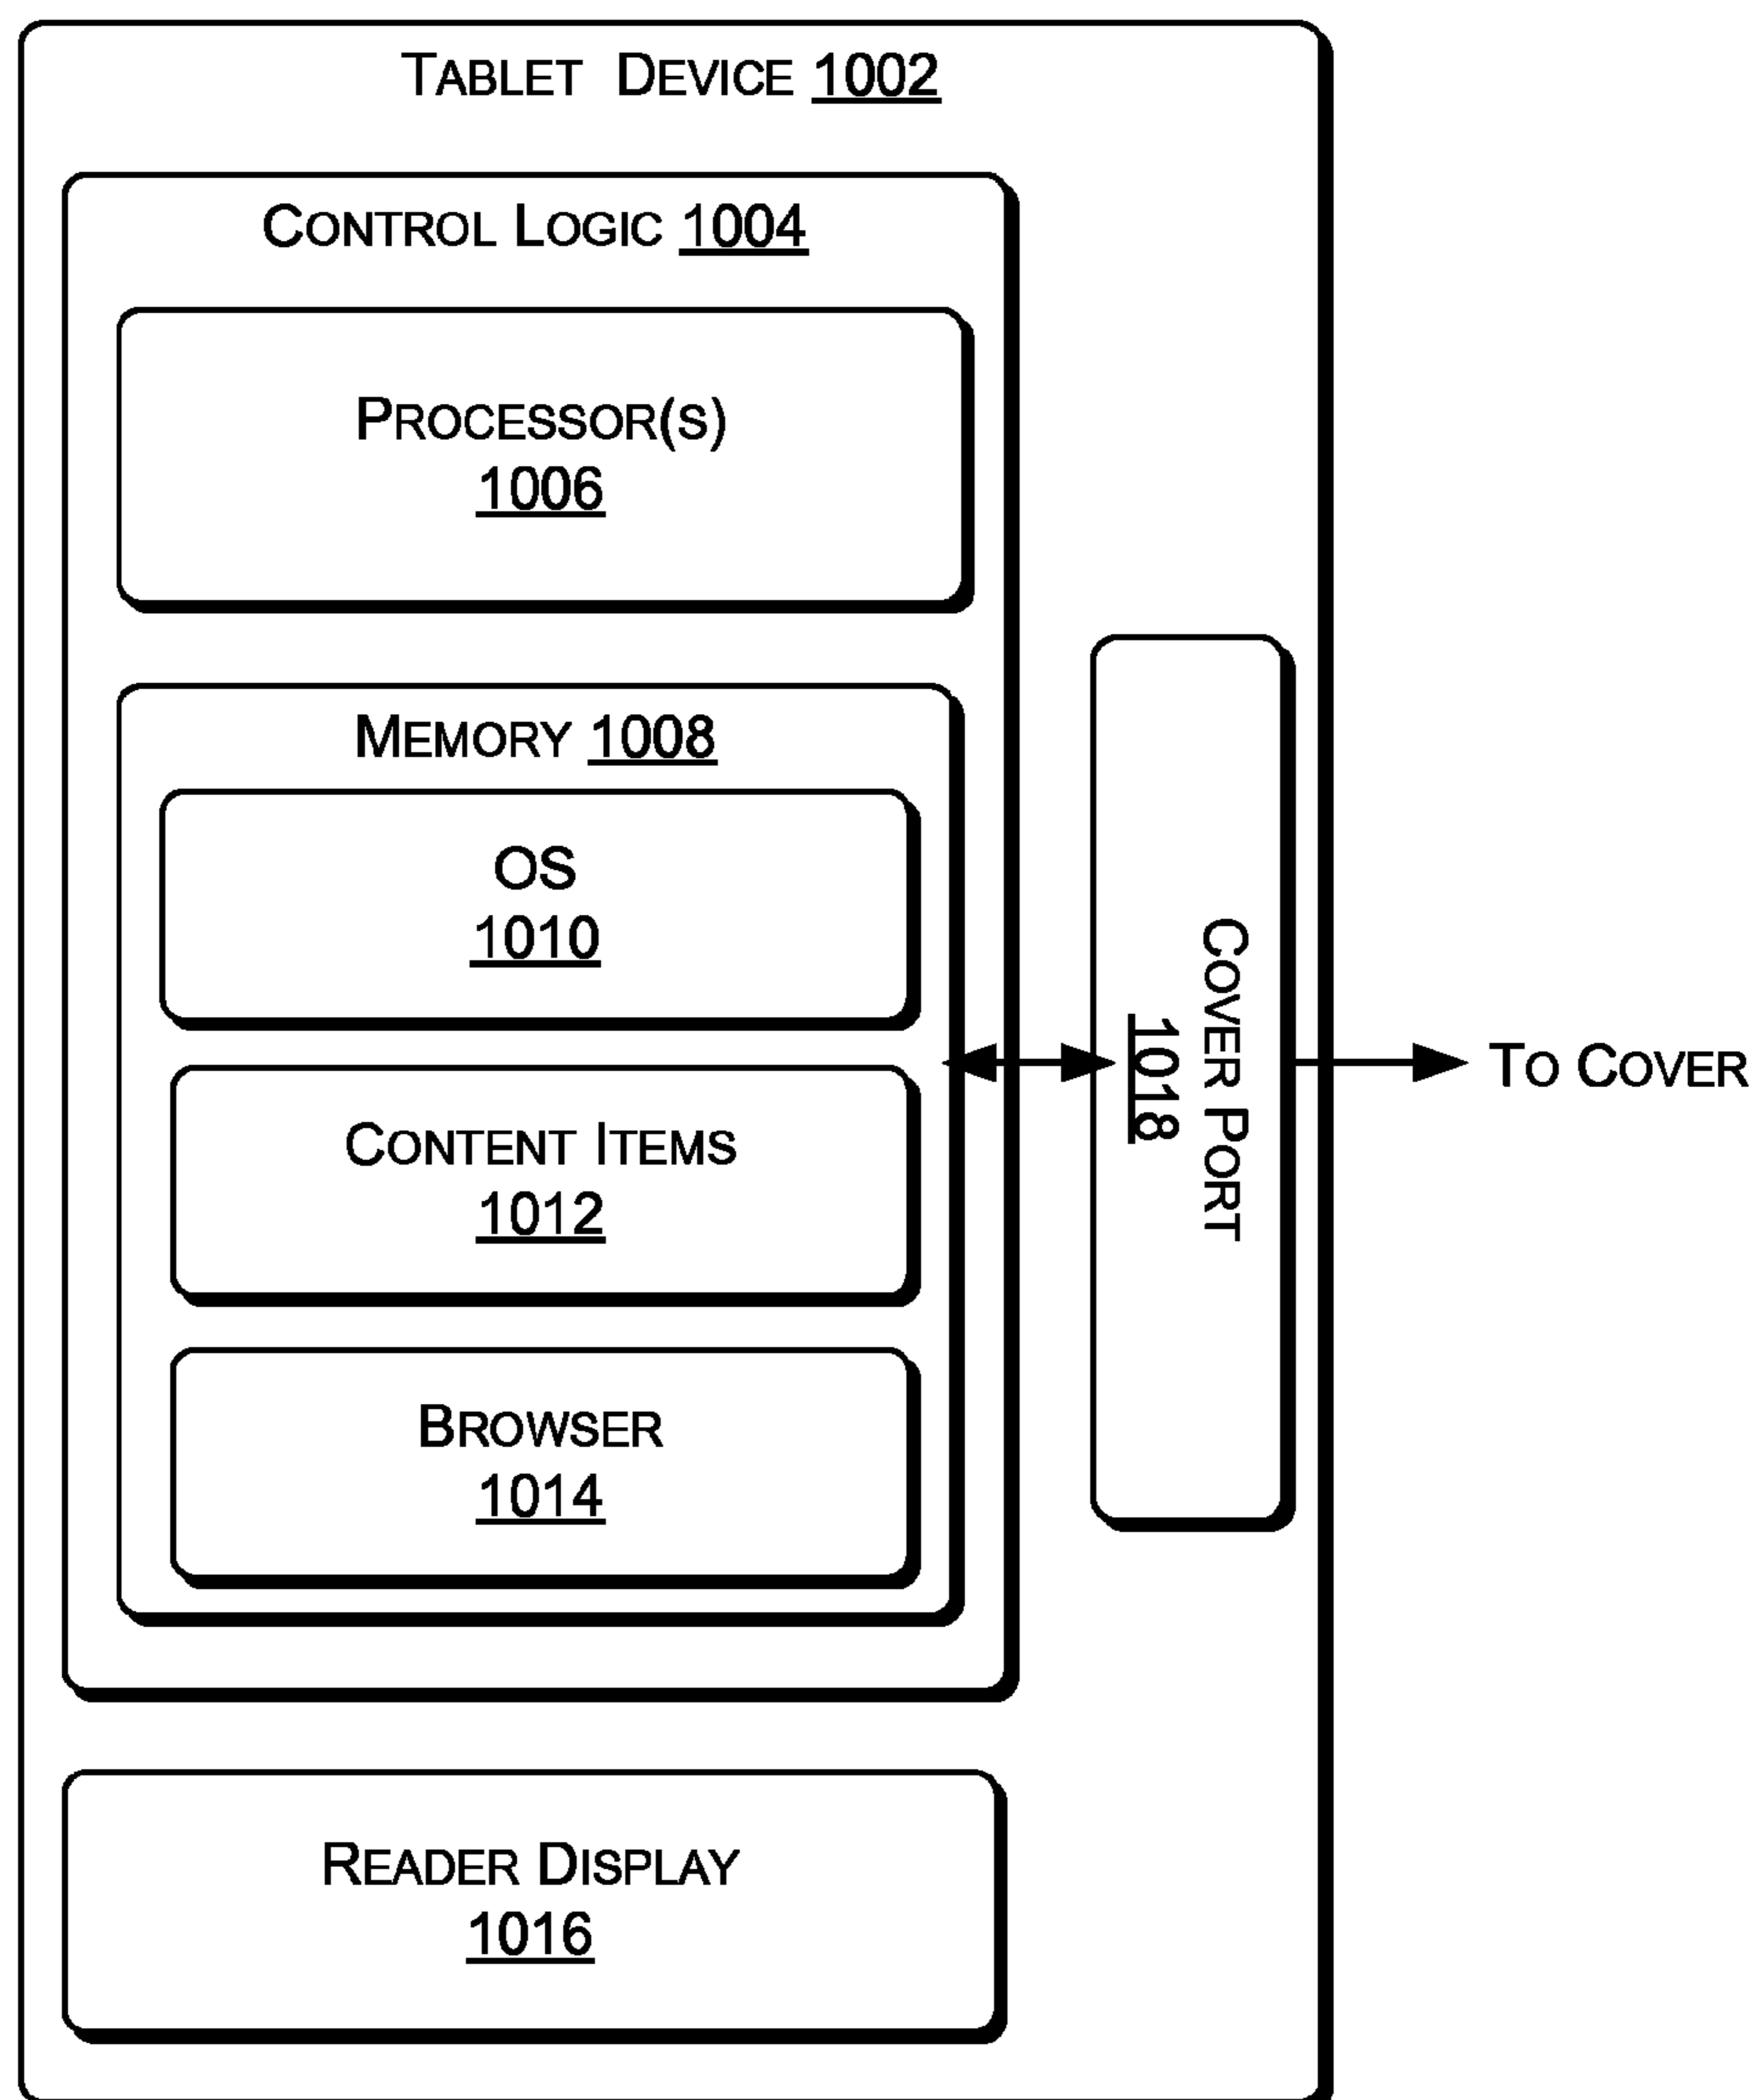 TABLET DEVICE 1002
CONTROL LOGIC 1004
PROCESSOR(S)
1006
MEMORY 1008
OS
1010
CONTENT ITEMS
1012
BROWSER
1014
COVER PORT
1018
TO COVER
READER DISPLAY
1016